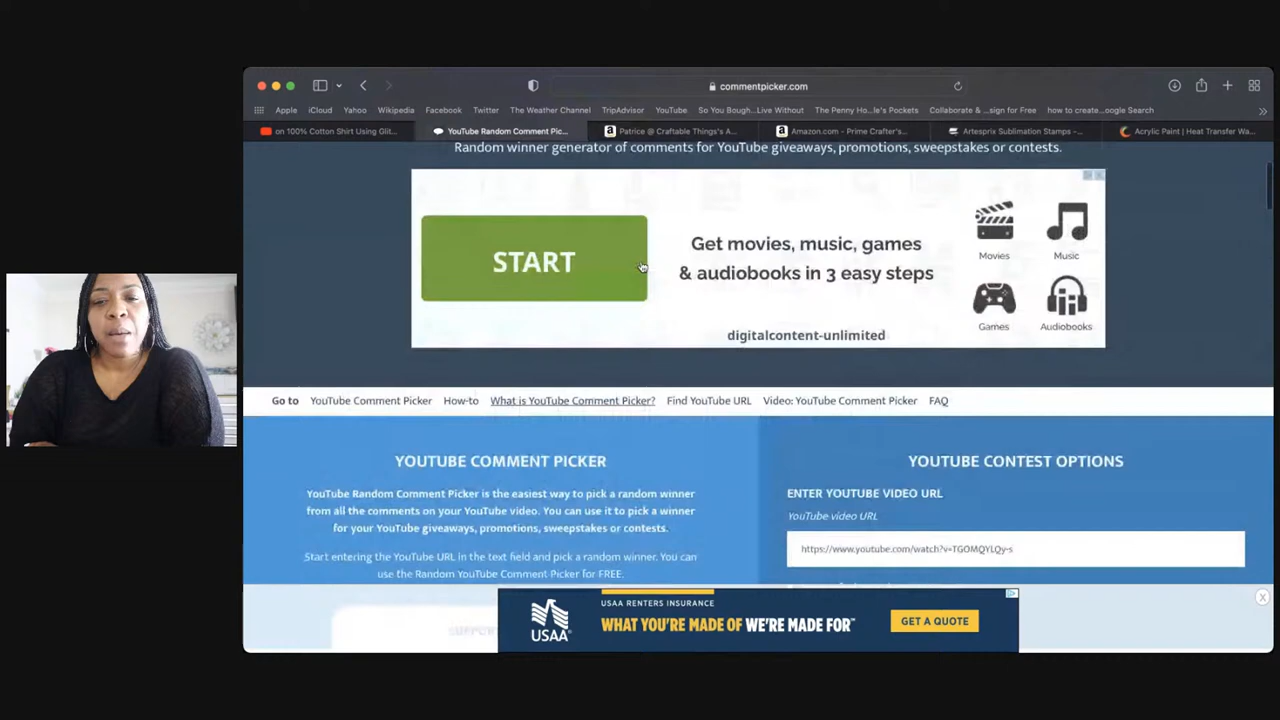 commentpicker.com
Apple iCloud Yahoo Wikipedia Facebook Twitter The Weather Channel TripAdvisor YouTube So You Bough...Live Without The Penny Ho...le's Pockets Collaborate &...sign for Free how to create...oogle Search
on 100% Cotton Shirt Using Glit... YouTube Random Comment Pic... Patrice @ Craftable Things's A... Amazon.com - Prime Crafter's... Artesprix Sublimation Stamps -... Acrylic Paint | Heat Transfer Wa...
Random winner generator of comments for YouTube giveaways, promotions, sweepstakes or contests.
START
Get movies, music, games
& audiobooks in 3 easy steps
digitalcontent-unlimited
Movies Music
Games Audiobooks
Go to YouTube Comment Picker How-to What is YouTube Comment Picker? Find YouTube URL Video: YouTube Comment Picker FAQ
YOUTUBE COMMENT PICKER
YouTube Random Comment Picker is the easiest way to pick a random winner
from all the comments on your YouTube video. You can use it to pick a winner
for your YouTube giveaways, promotions, sweepstakes or contests.
Start entering the YouTube URL in the text field and pick a random winner. You can
use the Random YouTube Comment Picker for FREE.
YOUTUBE CONTEST OPTIONS
ENTER YOUTUBE VIDEO URL
YouTube video URL
https://www.youtube.com/watch?v=TGOMQYLQy-s
USAA
USAA RENTERS INSURANCE
WHAT YOU'RE MADE OF WE'RE MADE FOR™
GET A QUOTE